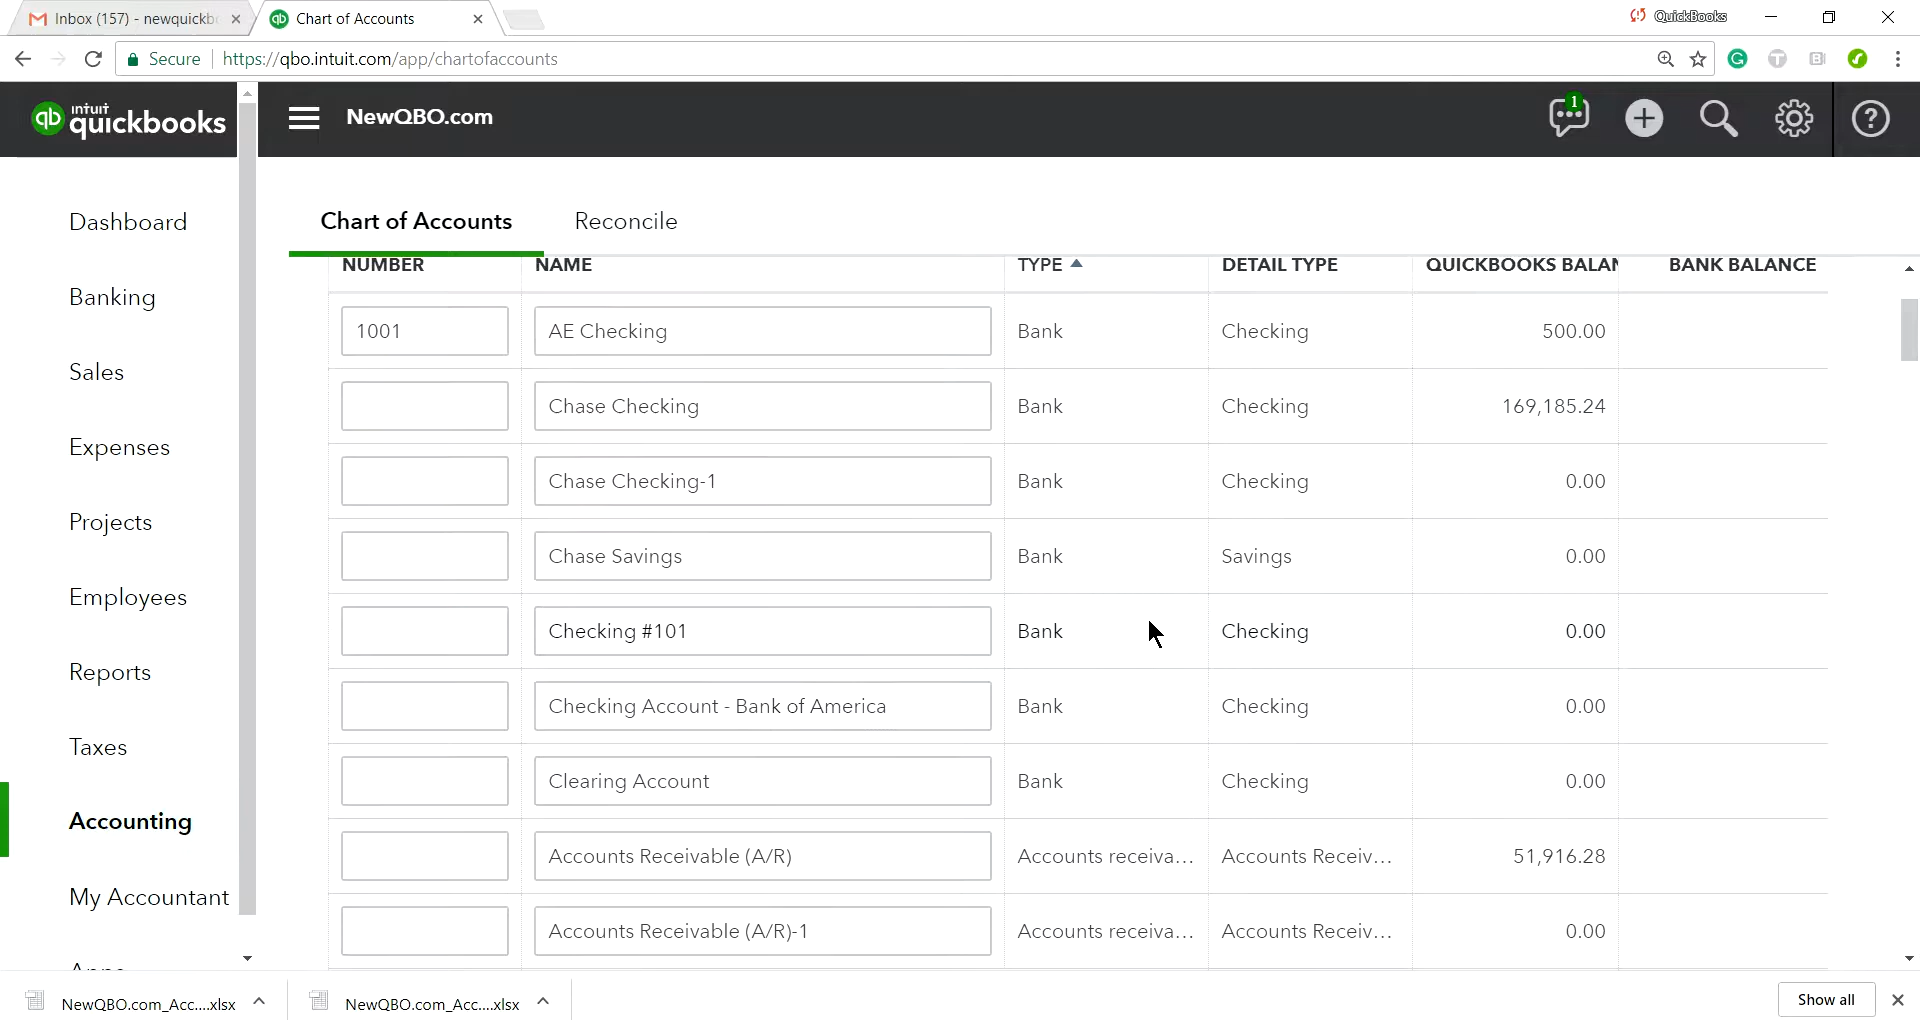 Inbox (157) - newquickb
Chart of Accounts
QuickBooks
Secure
https://qbo.intuit.com/app/chartofaccounts
qb intuit quickbooks
NewQBO.com
1
Dashboard
Banking
Sales
Expenses
Projects
Employees
Reports
Taxes
Accounting
My Accountant
Chart of Accounts Reconcile
NUMBER NAME TYPE DETAIL TYPE QUICKBOOKS BALAN BANK BALANCE
1001 AE Checking Bank Checking 500.00
Chase Checking Bank Checking 169,185.24
Chase Checking-1 Bank Checking 0.00
Chase Savings Bank Savings 0.00
Checking #101 Bank Checking 0.00
Checking Account - Bank of America Bank Checking 0.00
Clearing Account Bank Checking 0.00
Accounts Receivable (A/R) Accounts receiva... Accounts Receiv... 51,916.28
Accounts Receivable (A/R)-1 Accounts receiva... Accounts Receiv... 0.00
NewQBO.com_Acc....xlsx NewQBO.com_Acc....xlsx Show all